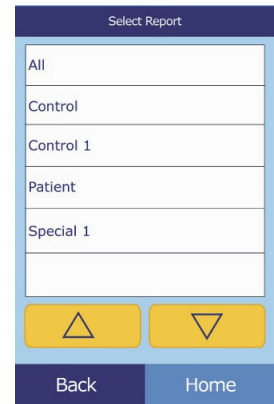 Select Report
All
Control
Control 1
Patient
Special 1
Back Home